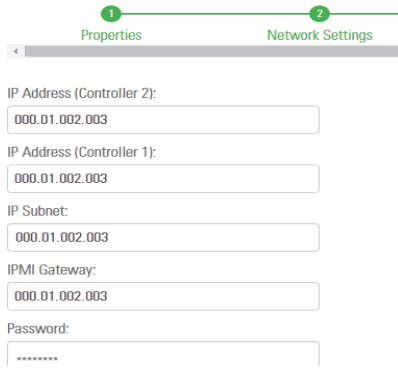 1 2
Properties Network Settings
IP Address (Controller 2):
000.01.002.003
IP Address (Controller 1):
000.01.002.003
IP Subnet:
000.01.002.003
IPMI Gateway:
000.01.002.003
Password:
********